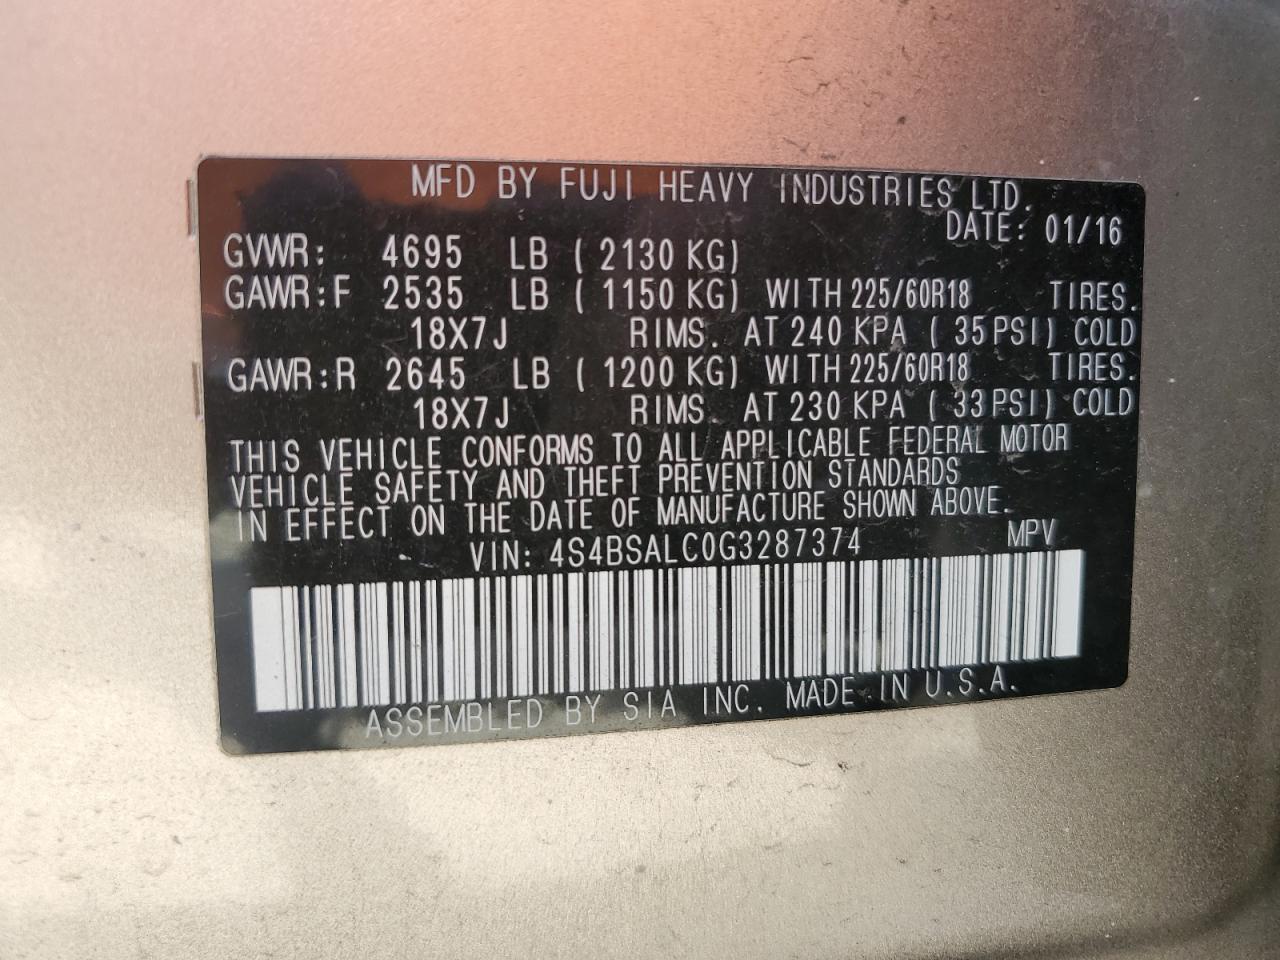 MFD BY FUJI HEAVY INDUSTRIES LTD.
DATE: 01/16
GVWR: 4695 LB ( 2130 KG)
GAWR:F 2535 LB ( 1150 KG) WITH 225/60R18 TIRES.
18X7J RIMS. AT 240 KPA ( 35 PSI) COLD
GAWR:R 2645 LB ( 1200 KG) WITH 225/60R18 TIRES.
18X7J RIMS. AT 230 KPA ( 33 PSI) COLD
THIS VEHICLE CONFORMS TO ALL APPLICABLE FEDERAL MOTOR
VEHICLE SAFETY AND THEFT PREVENTION STANDARDS
IN EFFECT ON THE DATE OF MANUFACTURE SHOWN ABOVE.
VIN: 4S4BSALC0G3287374 MPV
ASSEMBLED BY SIA INC. MADE IN U.S.A.